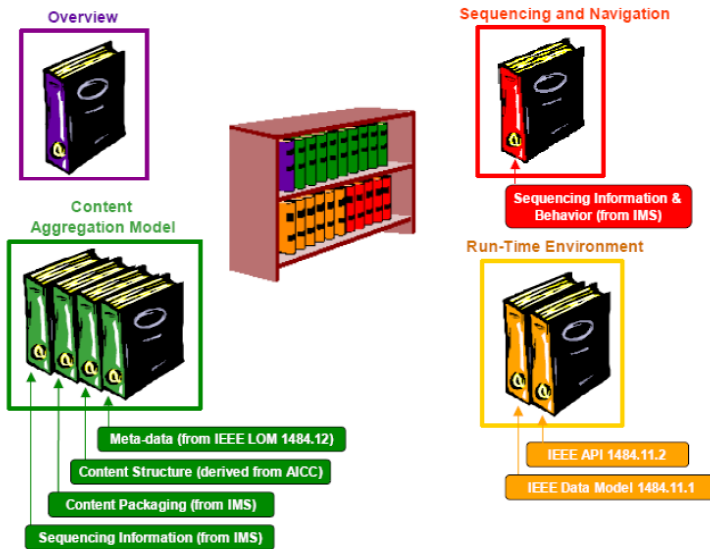 Overview
Sequencing and Navigation
Sequencing Information &
Behavior (from IMS)
Content
Aggregation Model
Run-Time Environment
Meta-data (from IEEE LOM 1484.12)
Content Structure (derived from AICC)
Content Packaging (from IMS)
Sequencing Information (from IMS)
IEEE API 1484.11.2
IEEE Data Model 1484.11.1